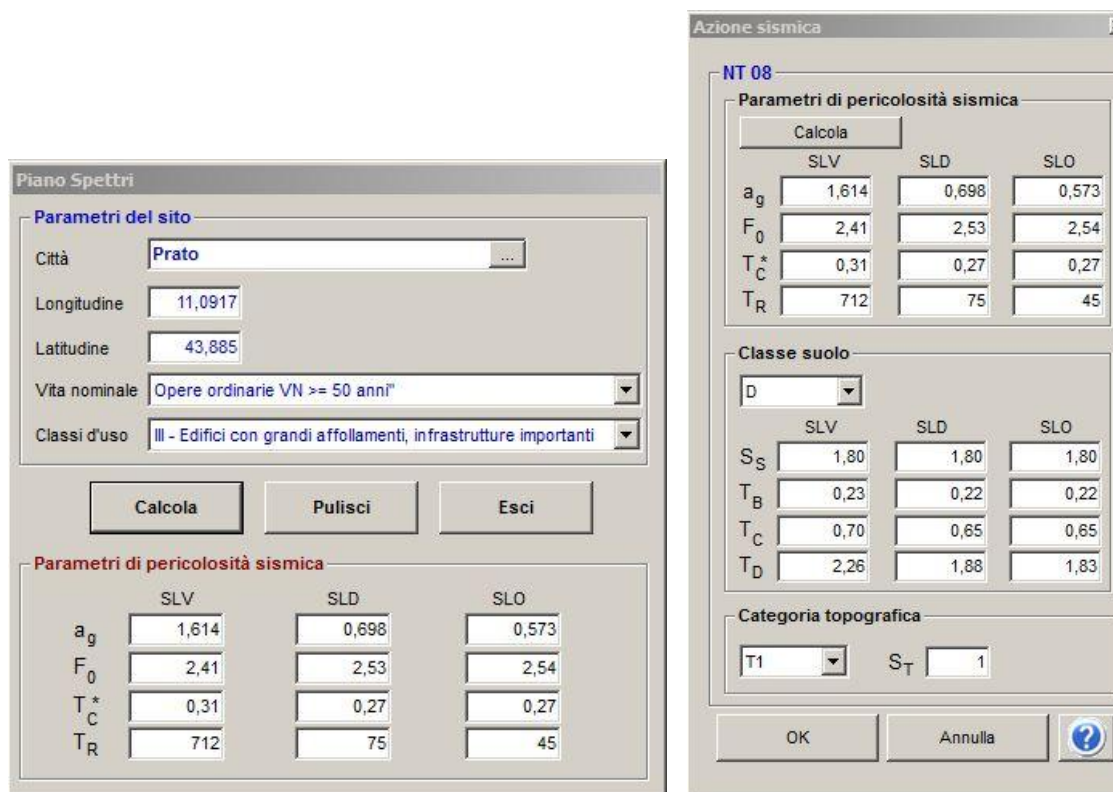 Piano Spettri
Parametri del sito
Città Prato ...
Longitudine 11,0917
Latitudine 43,885
Vita nominale Opere ordinarie VN >= 50 anni"
Classi d'uso III - Edifici con grandi affollamenti, infrastrutture importanti
Calcola Pulisci Esci
Parametri di pericolosità sismica
SLV SLD SLO
ag 1,614 0,698 0,573
F0 2,41 2,53 2,54
TC* 0,31 0,27 0,27
TR 712 75 45
Azione sismica
NT 08
Parametri di pericolosità sismica
Calcola
SLV SLD SLO
ag 1,614 0,698 0,573
F0 2,41 2,53 2,54
TC* 0,31 0,27 0,27
TR 712 75 45
Classe suolo
D
SLV SLD SLO
SS 1,80 1,80 1,80
TB 0,23 0,22 0,22
TC 0,70 0,65 0,65
TD 2,26 1,88 1,83
Categoria topografica
T1 ST 1
OK Annulla ?